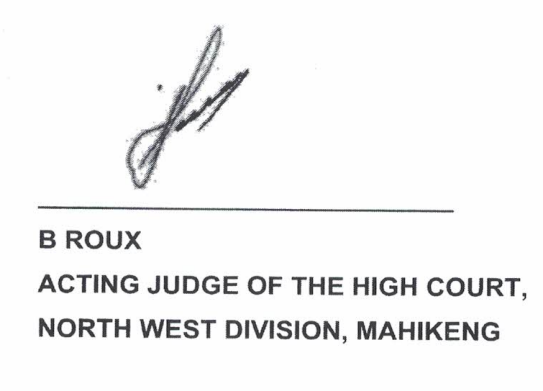 B ROUX
ACTING JUDGE OF THE HIGH COURT,
NORTH WEST DIVISION, MAHIKENG